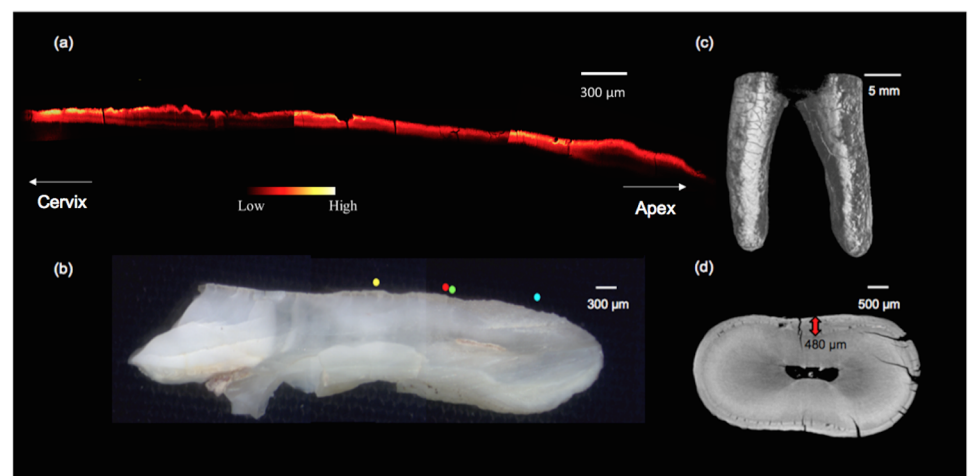 (a)
300 µm
Cervix
Low
High
Apex
(b)
300 µm
(c)
5 mm
(d)
500 µm
480 µm